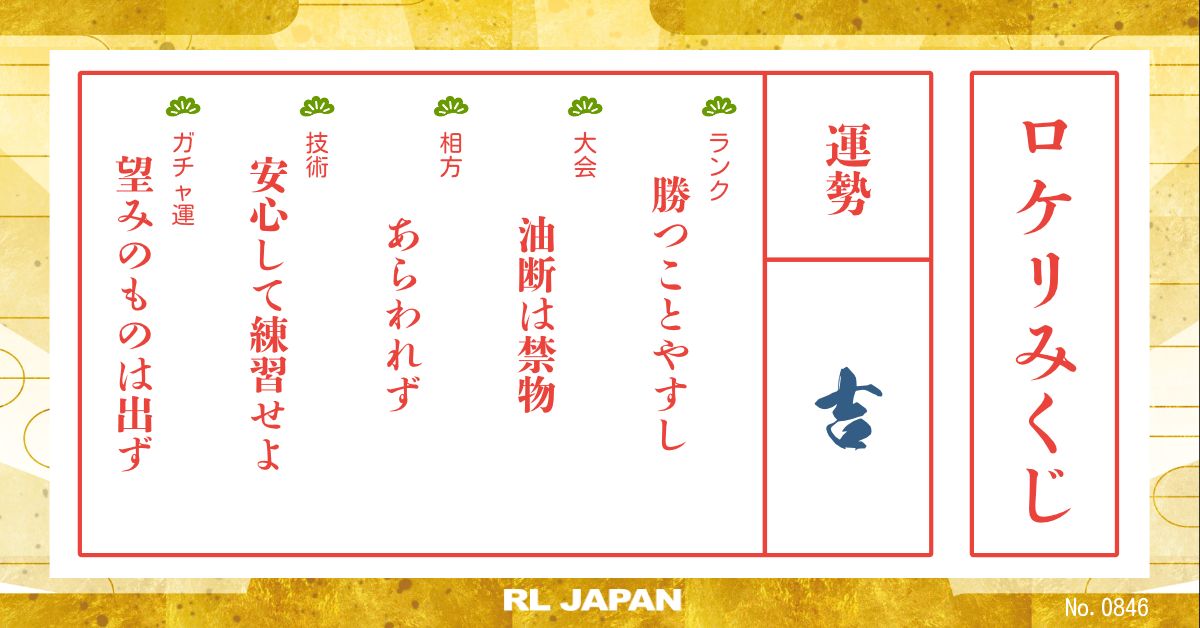 ロケリみくじ
運勢
吉
ランク
勝つことやすし
大会
油断は禁物
相方
あらわれず
技術
安心して練習せよ
ガチャ運
望みのものは出ず
RL JAPAN
No. 0846